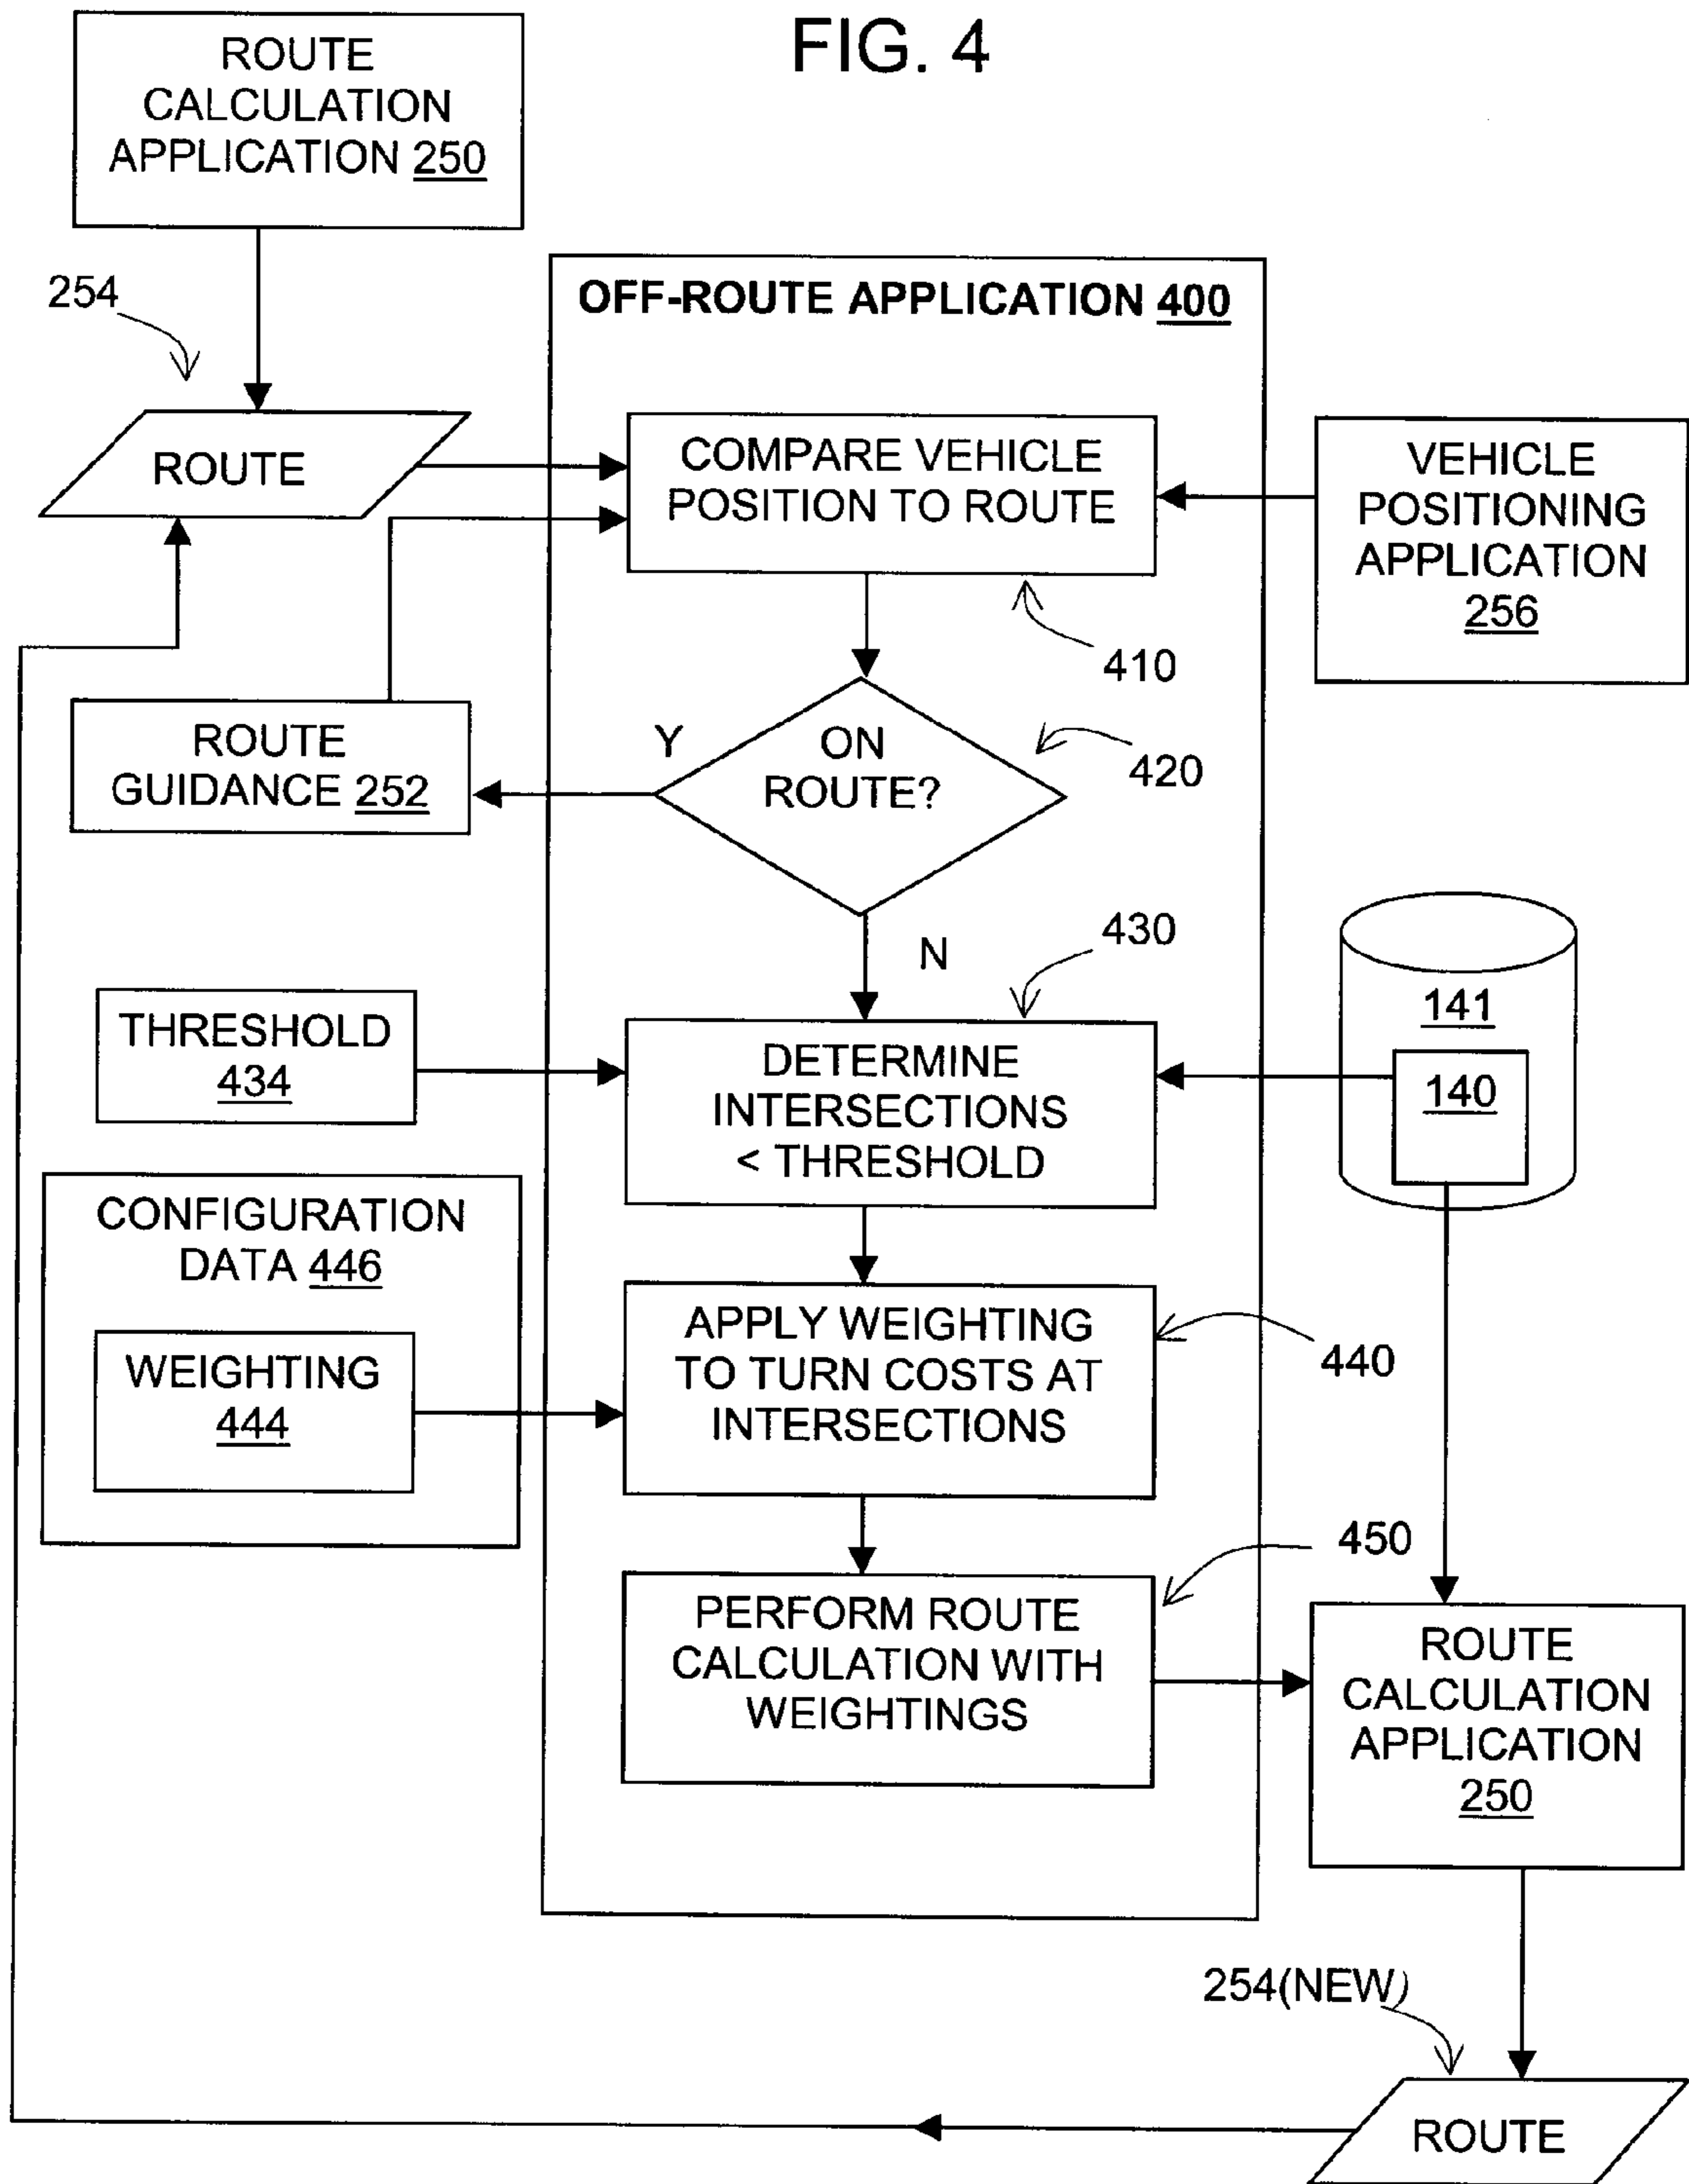 FIG. 4
ROUTE
CALCULATION
APPLICATION 250
254
ROUTE
OFF-ROUTE APPLICATION 400
COMPARE VEHICLE
POSITION TO ROUTE
410
VEHICLE
POSITIONING
APPLICATION
256
ROUTE
GUIDANCE 252
Y
ON
ROUTE?
420
N
430
THRESHOLD
434
DETERMINE
INTERSECTIONS
< THRESHOLD
141
140
CONFIGURATION
DATA 446
WEIGHTING
444
APPLY WEIGHTING
TO TURN COSTS AT
INTERSECTIONS
440
450
PERFORM ROUTE
CALCULATION WITH
WEIGHTINGS
ROUTE
CALCULATION
APPLICATION
250
254(NEW)
ROUTE